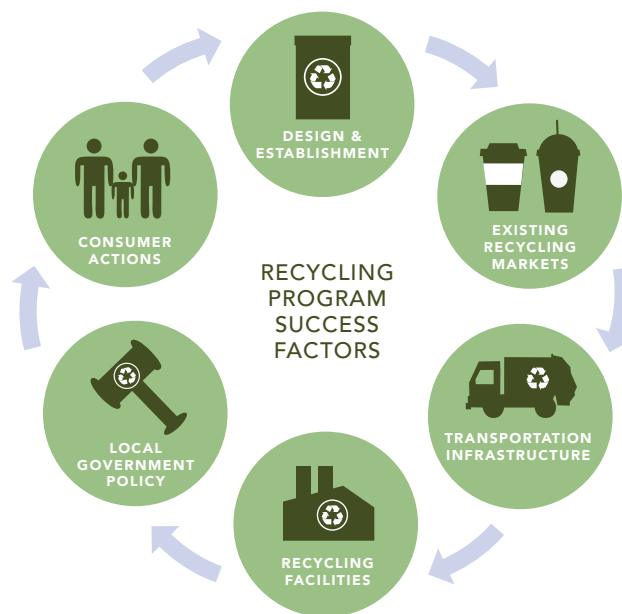 DESIGN &
ESTABLISHMENT
EXISTING
RECYCLING
MARKETS
TRANSPORTATION
INFRASTRUCTURE
RECYCLING
FACILITIES
LOCAL
GOVERNMENT
POLICY
CONSUMER
ACTIONS
RECYCLING
PROGRAM
SUCCESS
FACTORS